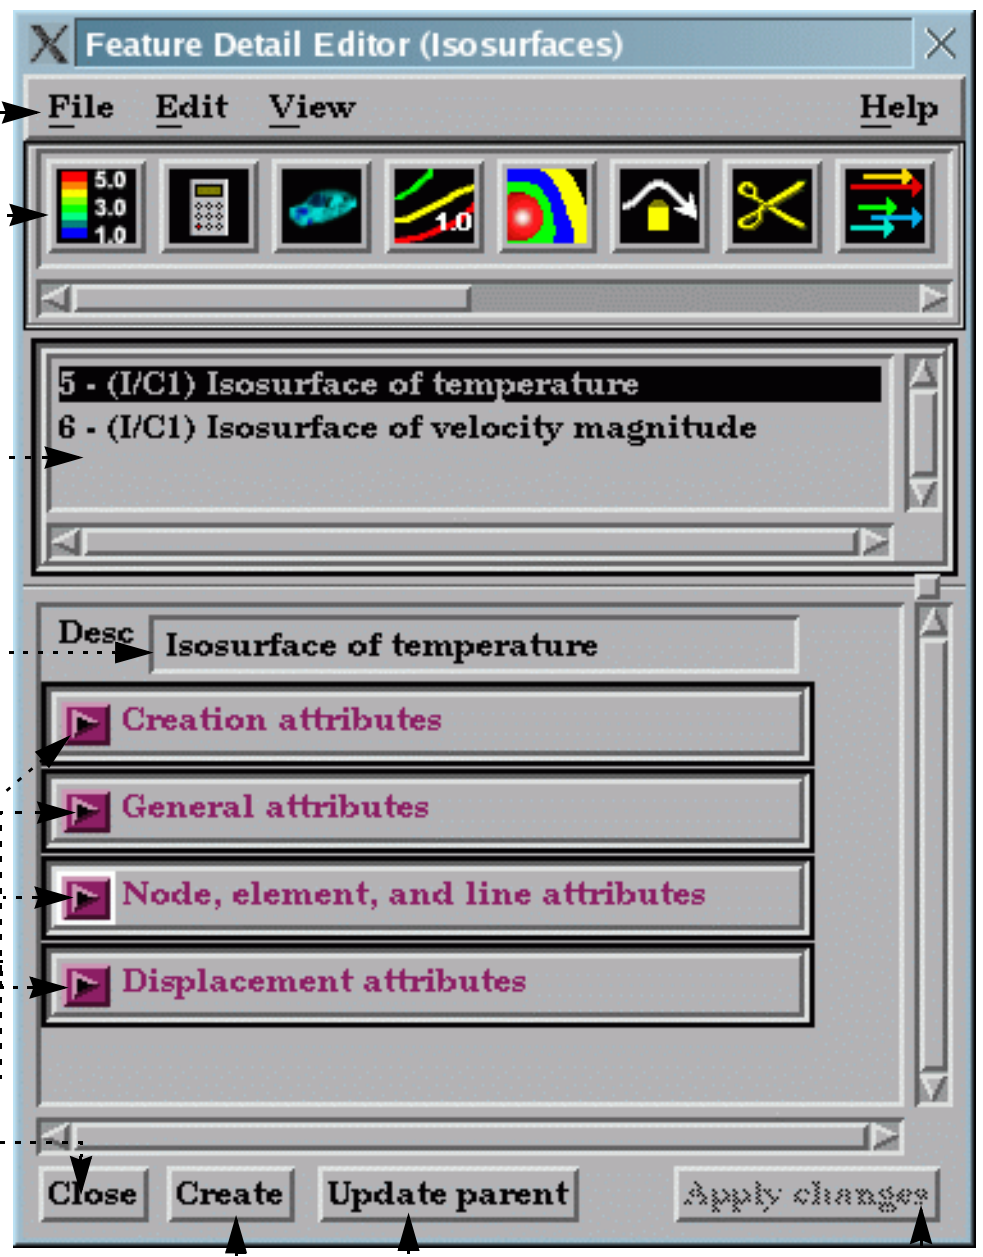 Feature Detail Editor (Isosurfaces)
File Edit View Help
5.0
3.0
1.0
1.0
5 - (I/C1) Isosurface of temperature
6 - (I/C1) Isosurface of velocity magnitude
Desc Isosurface of temperature
Creation attributes
General attributes
Node, element, and line attributes
Displacement attributes
Close Create Update parent Apply changes